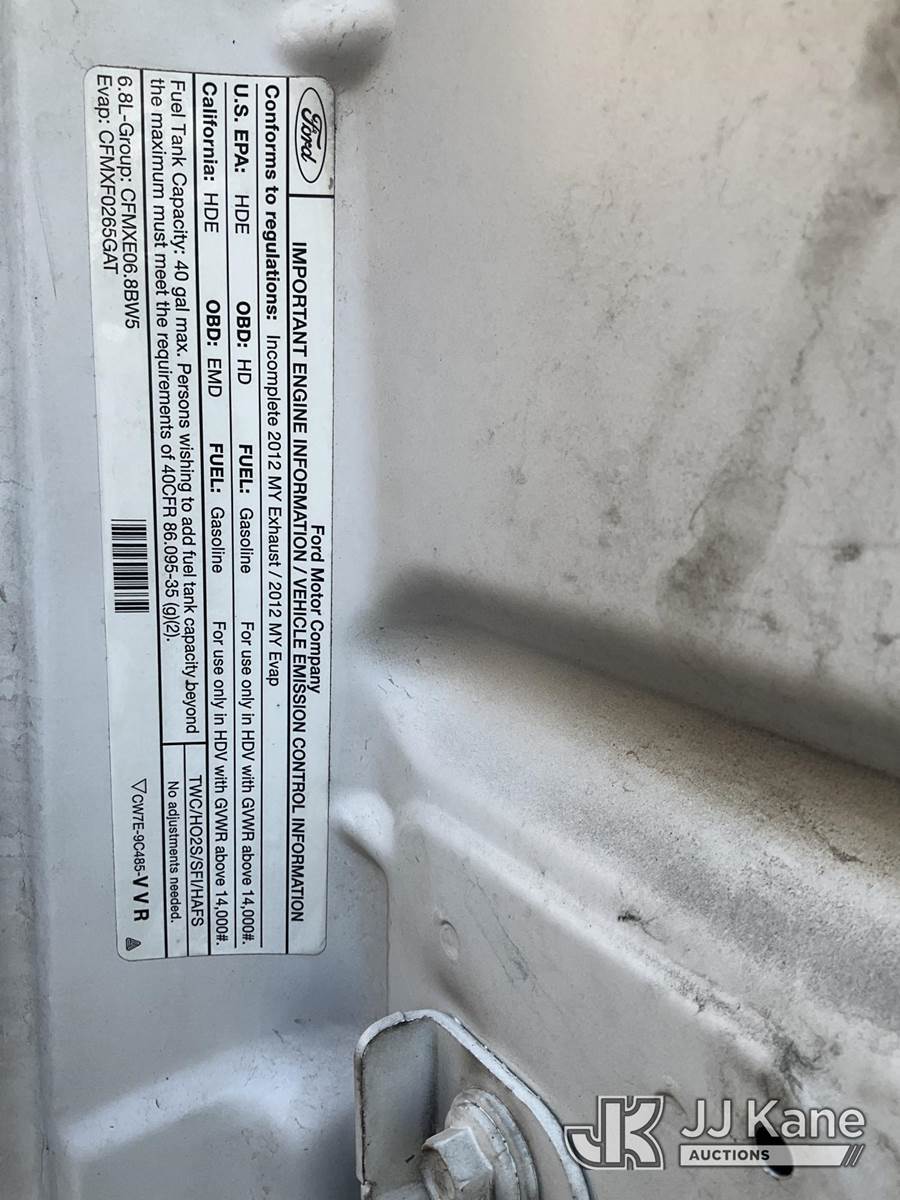 Ford
Ford Motor Company
IMPORTANT ENGINE INFORMATION / VEHICLE EMISSION CONTROL INFORMATION
Conforms to regulations: Incomplete 2012 MY Exhaust / 2012 MY Evap
U.S. EPA: HDE OBD: HD FUEL: Gasoline For use only in HDV with GVWR above 14,000#.
California: HDE OBD: EMD FUEL: Gasoline For use only in HDV with GVWR above 14,000#.
Fuel Tank Capacity: 40 gal max. Persons wishing to add fuel tank capacity beyond
the maximum must meet the requirements of 40CFR 86.095-35 (g)(2).
TWC/HO2S/SFI/HAFS
No adjustments needed.
6.8L-Group: CFMXE06.8BW5
Evap: CFMXF0265GAT
CW7E-9C485-VVR
JK JJ Kane
AUCTIONS